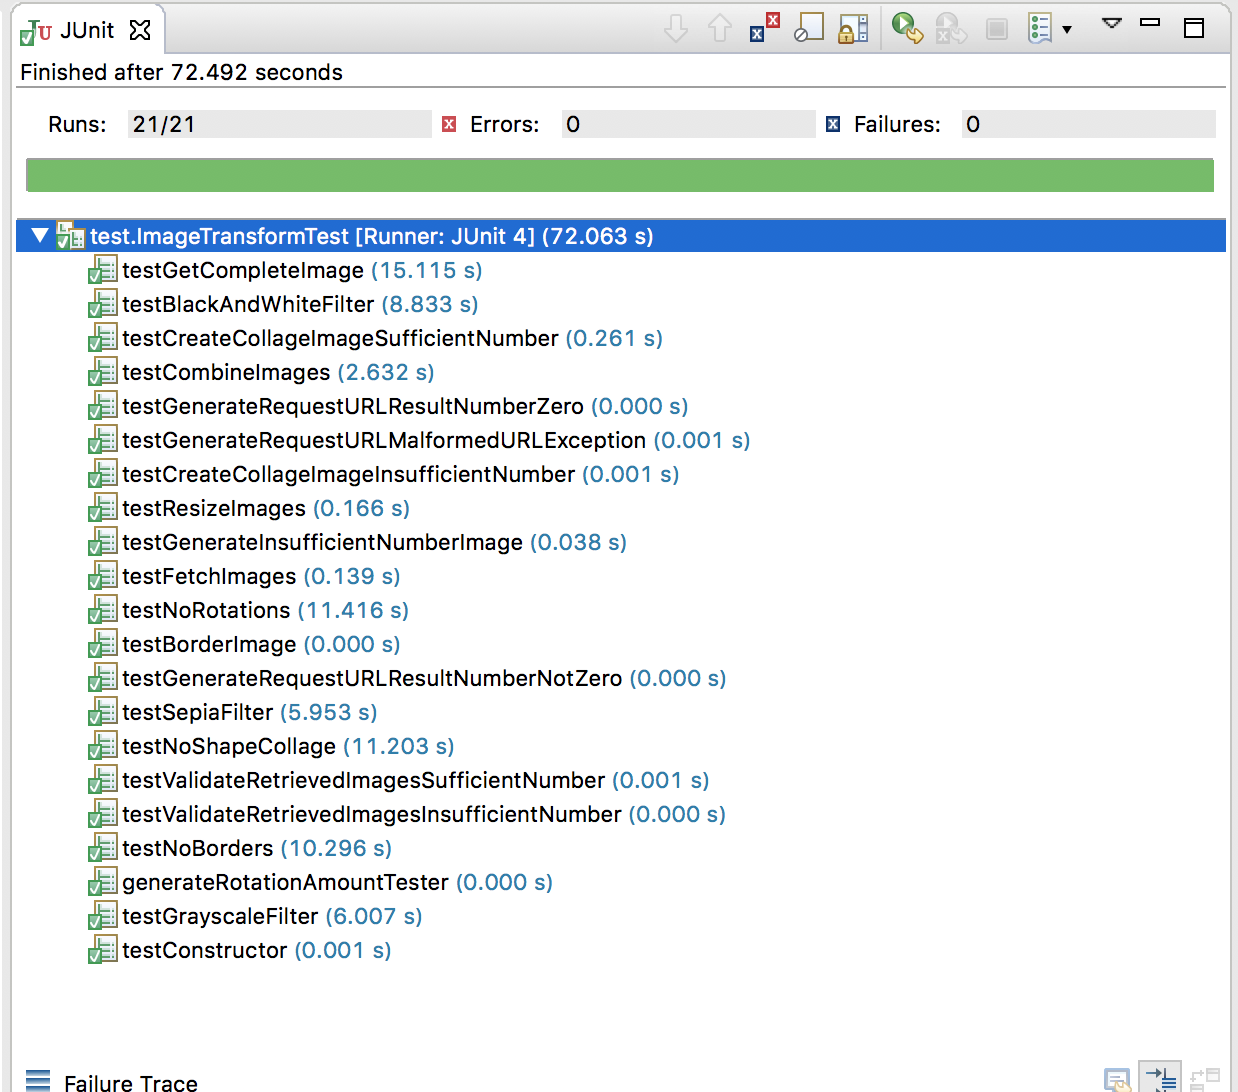 JUnit
Finished after 72.492 seconds
Runs: 21/21 Errors: 0 Failures: 0
test.ImageTransformTest [Runner: JUnit 4] (72.063 s)
testGetCompleteImage (15.115 s)
testBlackAndWhiteFilter (8.833 s)
testCreateCollageImageSufficientNumber (0.261 s)
testCombineImages (2.632 s)
testGenerateRequestURLResultNumberZero (0.000 s)
testGenerateRequestURLMalformedURLException (0.001 s)
testCreateCollageImageInsufficientNumber (0.001 s)
testResizeImages (0.166 s)
testGenerateInsufficientNumberImage (0.038 s)
testFetchImages (0.139 s)
testNoRotations (11.416 s)
testBorderImage (0.000 s)
testGenerateRequestURLResultNumberNotZero (0.000 s)
testSepiaFilter (5.953 s)
testNoShapeCollage (11.203 s)
testValidateRetrievedImagesSufficientNumber (0.001 s)
testValidateRetrievedImagesInsufficientNumber (0.000 s)
testNoBorders (10.296 s)
generateRotationAmountTester (0.000 s)
testGrayscaleFilter (6.007 s)
testConstructor (0.001 s)
Failure Trace